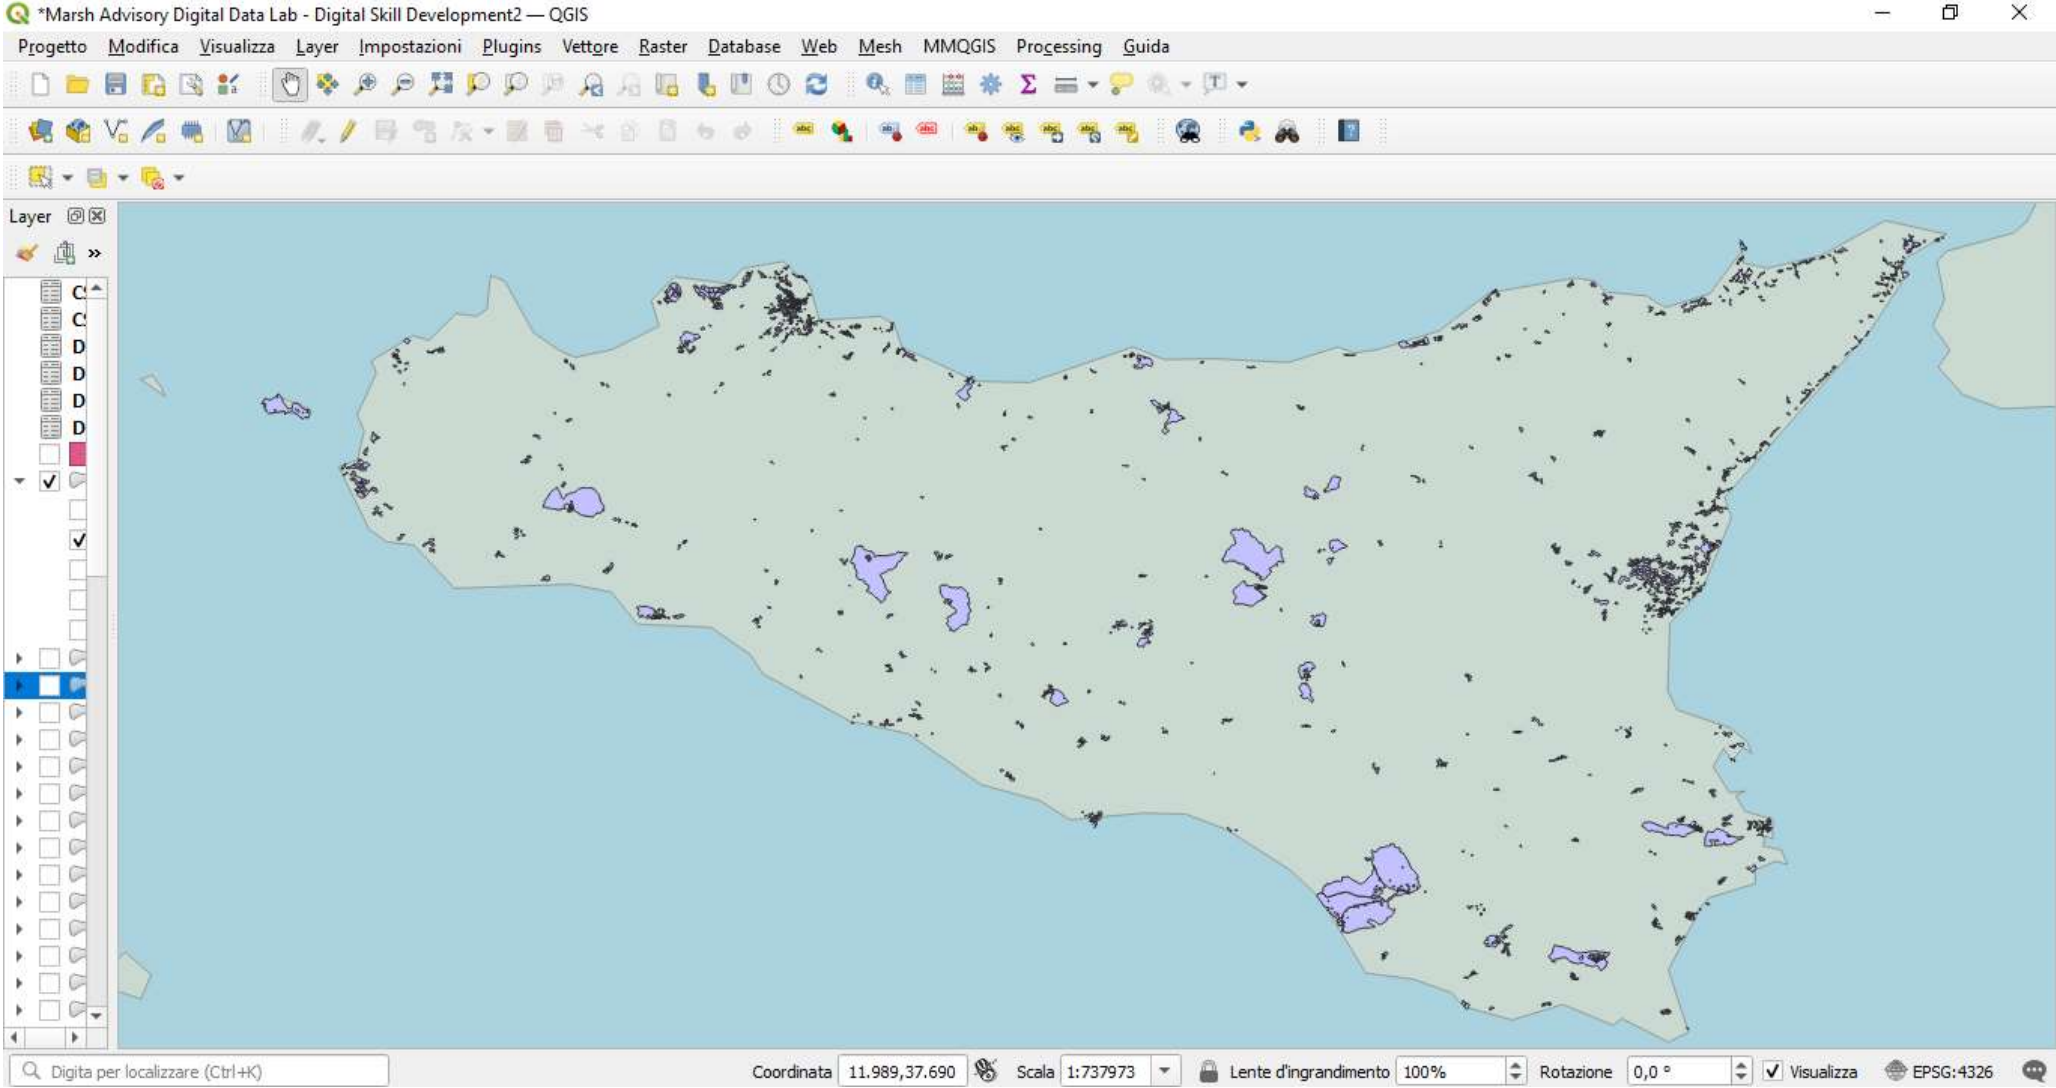 *Marsh Advisory Digital Data Lab - Digital Skill Development2 — QGIS
Progetto Modifica Visualizza Layer Impostazioni Plugins Vettore Raster Database Web Mesh MMQGIS Processing Guida
Layer
»
D
D
D
D
Digita per localizzare (Ctrl+K) Coordinata 11.989,37.690 Scala 1:737973 Lente d'ingrandimento 100% Rotazione 0,0 ° Visualizza EPSG:4326